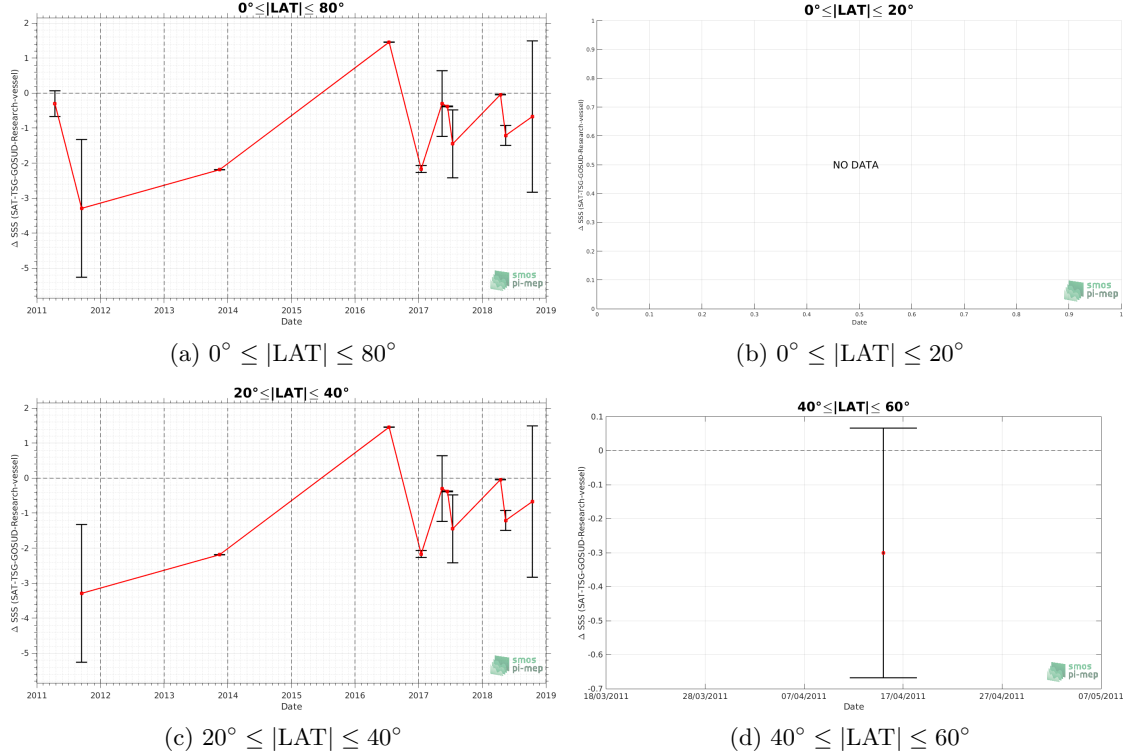 0°≤|LAT|≤ 80°
Δ SSS (SAT-TSG-GOSUD-Research-vessel)
2
1
0
-1
-2
-3
-4
-5
2011 2012 2013 2014 2015 2016 2017 2018 2019
Date
smos
pi-mep
(a) 0° ≤ |LAT| ≤ 80°
0°≤|LAT|≤ 20°
Δ SSS (SAT-TSG-GOSUD-Research-vessel)
1
0.9
0.8
0.7
0.6
0.5
0.4
0.3
0.2
0.1
0
NO DATA
0 0.1 0.2 0.3 0.4 0.5 0.6 0.7 0.8 0.9 1
Date
smos
pi-mep
(b) 0° ≤ |LAT| ≤ 20°
20°≤|LAT|≤ 40°
Δ SSS (SAT-TSG-GOSUD-Research-vessel)
2
1
0
-1
-2
-3
-4
-5
2011 2012 2013 2014 2015 2016 2017 2018 2019
Date
smos
pi-mep
(c) 20° ≤ |LAT| ≤ 40°
40°≤|LAT|≤ 60°
Δ SSS (SAT-TSG-GOSUD-Research-vessel)
0.1
0
-0.1
-0.2
-0.3
-0.4
-0.5
-0.6
-0.7
18/03/2011 28/03/2011 07/04/2011 17/04/2011 27/04/2011 07/05/2011
Date
smos
pi-mep
(d) 40° ≤ |LAT| ≤ 60°